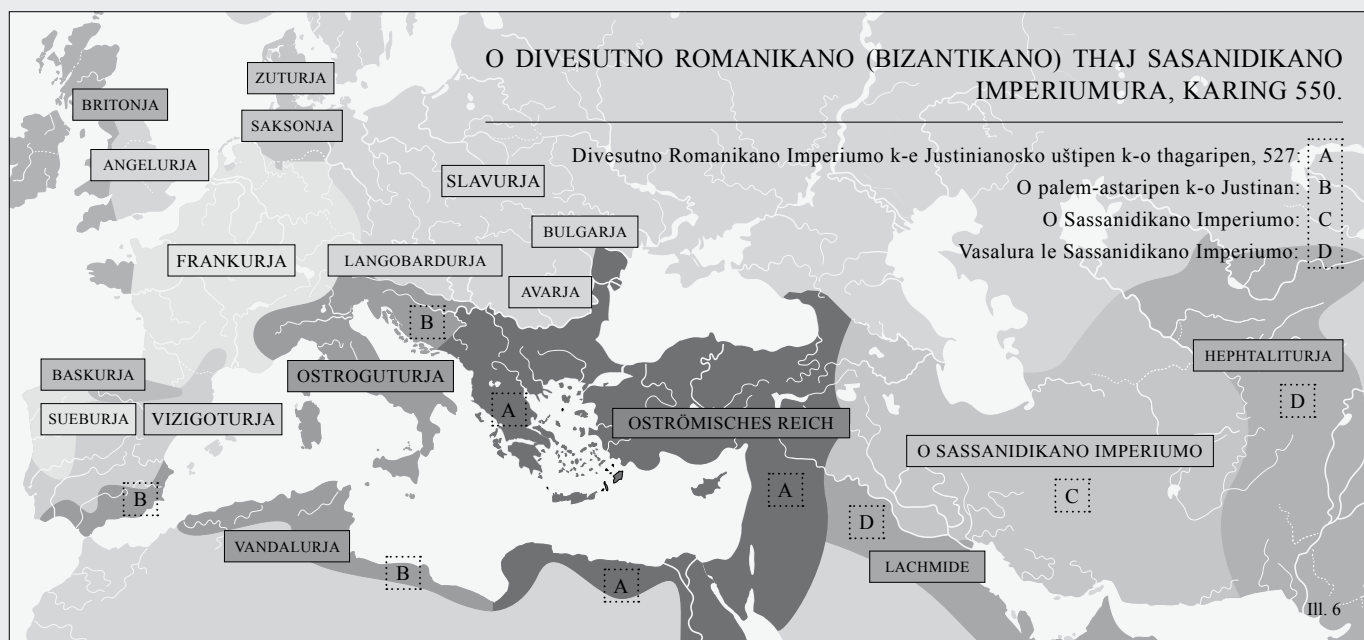 O DIVESUTNO ROMANIKANO (BIZANTIKANO) THAJ SASANIDIKANO
IMPERIUMURA, KARING 550.
Divesutno Romanikano Imperiumo k-e Justinianosko uštipen k-o thagaripen, 527: A
O palem-astaripen k-o Justinan: B
O Sassanidikano Imperiumo: C
Vasalura le Sassanidikano Imperiumo: D
ZUTURJA
BRITONJA
SAKSONJA
ANGELURJA
SLAVURJA
BULGARJA
FRANKURJA
LANGOBARDURJA
AVARJA
B
HEPHTALITURJA
BASKURJA
OSTROGUTURJA
D
SUEBURJA
VIZIGOTURJA
A
OSTRÖMISCHES REICH
O SASSANIDIKANO IMPERIUMO
B
A
C
D
VANDALURJA
LACHMIDE
B
A
Ill. 6